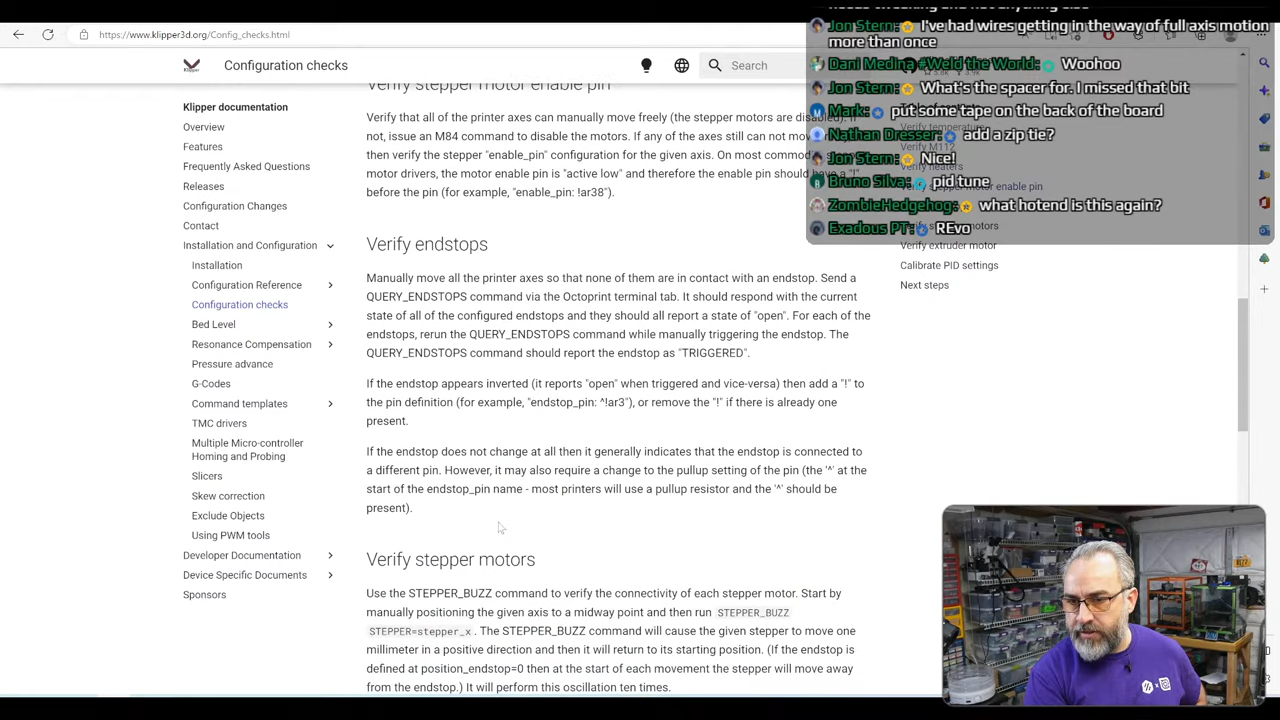 https://www.klipper3d.org/Config_checks.html
Configuration checks
Search
Klipper documentation
Overview
Features
Frequently Asked Questions
Releases
Configuration Changes
Contact
Installation and Configuration
Installation
Configuration Reference
Configuration checks
Bed Level
Resonance Compensation
Pressure advance
G-Codes
Command templates
TMC drivers
Multiple Micro-controller
Homing and Probing
Slicers
Skew correction
Exclude Objects
Using PWM tools
Developer Documentation
Device Specific Documents
Sponsors
Verify stepper motor enable pin
Verify that all of the printer axes can manually move freely (the stepper motors are disabled). If
not, issue an M84 command to disable the motors. If any of the axes still can not move
then verify the stepper "enable_pin" configuration for the given axis. On most commod
motor drivers, the motor enable pin is "active low" and therefore the enable pin should have a "!"
before the pin (for example, "enable_pin: !ar38").
Verify endstops
Manually move all the printer axes so that none of them are in contact with an endstop. Send a
QUERY_ENDSTOPS command via the Octoprint terminal tab. It should respond with the current
state of all of the configured endstops and they should all report a state of "open". For each of the
endstops, rerun the QUERY_ENDSTOPS command while manually triggering the endstop. The
QUERY_ENDSTOPS command should report the endstop as "TRIGGERED".
If the endstop appears inverted (it reports "open" when triggered and vice-versa) then add a "!" to
the pin definition (for example, "endstop_pin: ^!ar3"), or remove the "!" if there is already one
present.
If the endstop does not change at all then it generally indicates that the endstop is connected to
a different pin. However, it may also require a change to the pullup setting of the pin (the '^' at the
start of the endstop_pin name - most printers will use a pullup resistor and the '^' should be
present).
Verify stepper motors
Use the STEPPER_BUZZ command to verify the connectivity of each stepper motor. Start by
manually positioning the given axis to a midway point and then run STEPPER_BUZZ
STEPPER=stepper_x . The STEPPER_BUZZ command will cause the given stepper to move one
millimeter in a positive direction and then it will return to its starting position. (If the endstop is
defined at position_endstop=0 then at the start of each movement the stepper will move away
from the endstop.) It will perform this oscillation ten times.
Jon Stern: I've had wires getting in the way of full axis motion
more than once
Dani Medina #Weld the World: Woohoo
Jon Stern: What's the spacer for. I missed that bit
Mark: put some tape on the back of the board
Nathan Dresser: add a zip tie?
Jon Stern: Nice!
Bruno Silva: pid tune
ZombieHedgehog: what hotend is this again?
Exadous PT: REvo
Verify extruder motor
Calibrate PID settings
Next steps